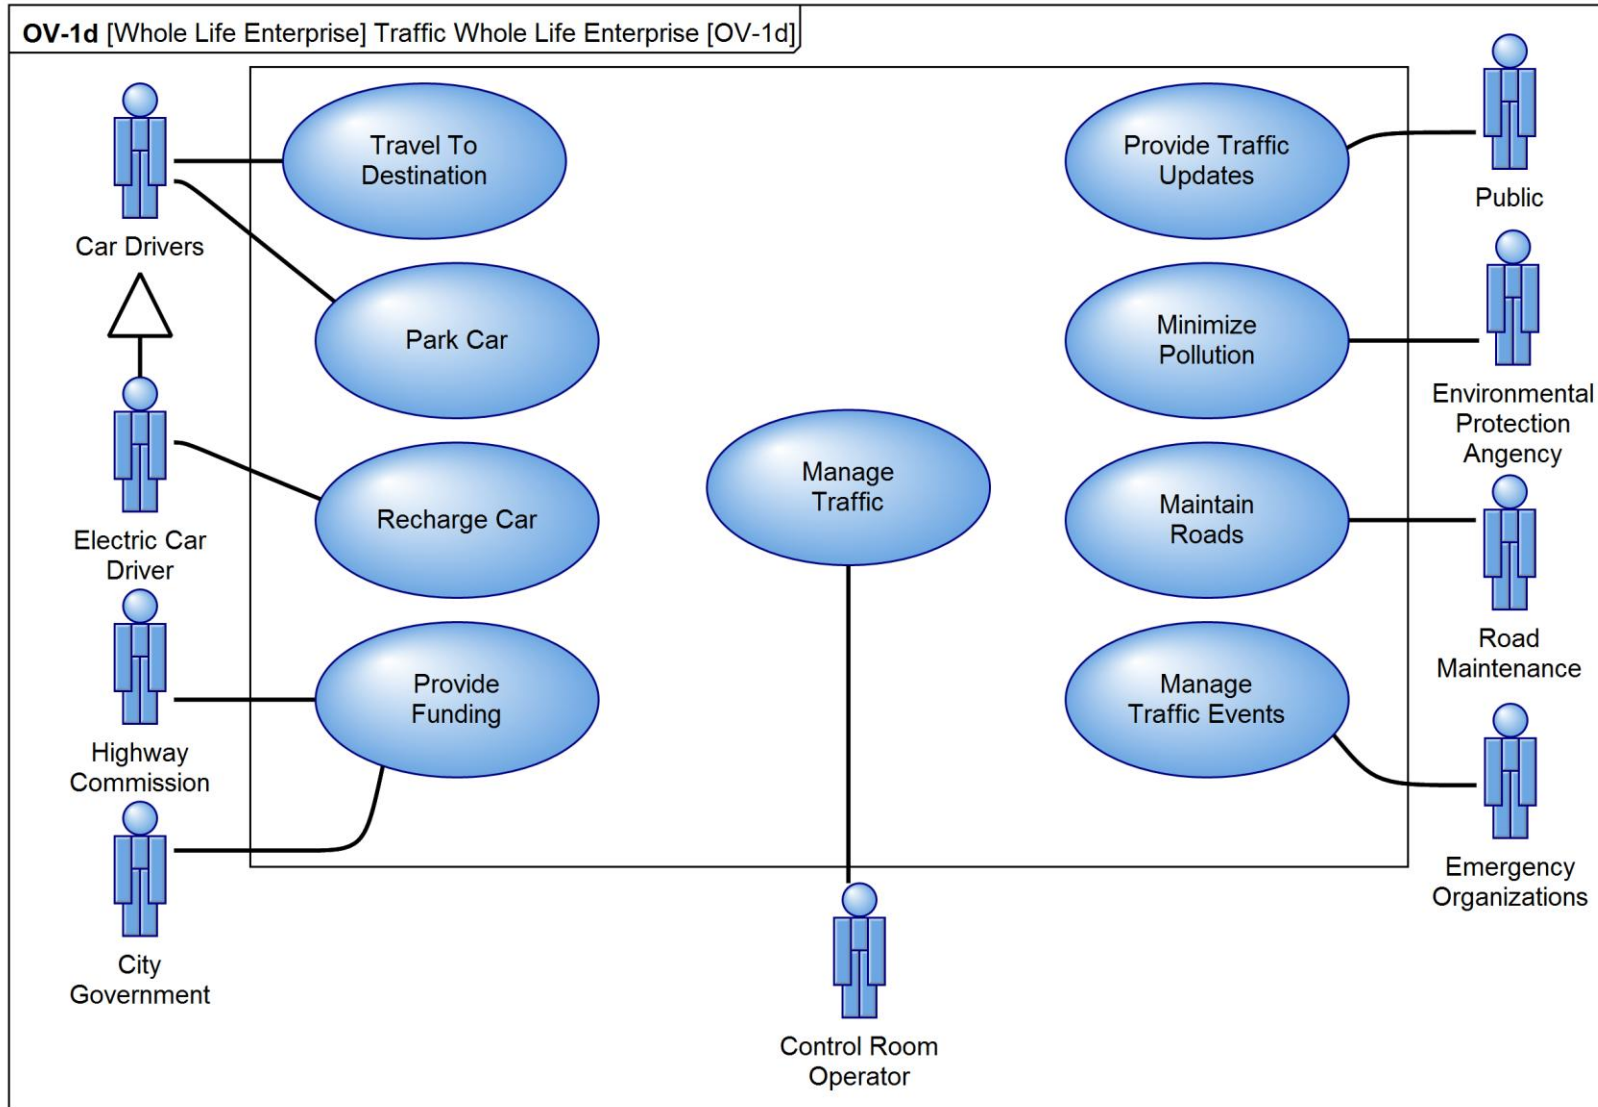 OV-1d [Whole Life Enterprise] Traffic Whole Life Enterprise [OV-1d]
Travel To
Destination
Provide Traffic
Updates
Public
Car Drivers
Park Car
Minimize
Pollution
Environmental
Protection
Angency
Manage
Traffic
Recharge Car
Maintain
Roads
Electric Car
Driver
Road
Maintenance
Provide
Funding
Manage
Traffic Events
Highway
Commission
Emergency
Organizations
City
Government
Control Room
Operator